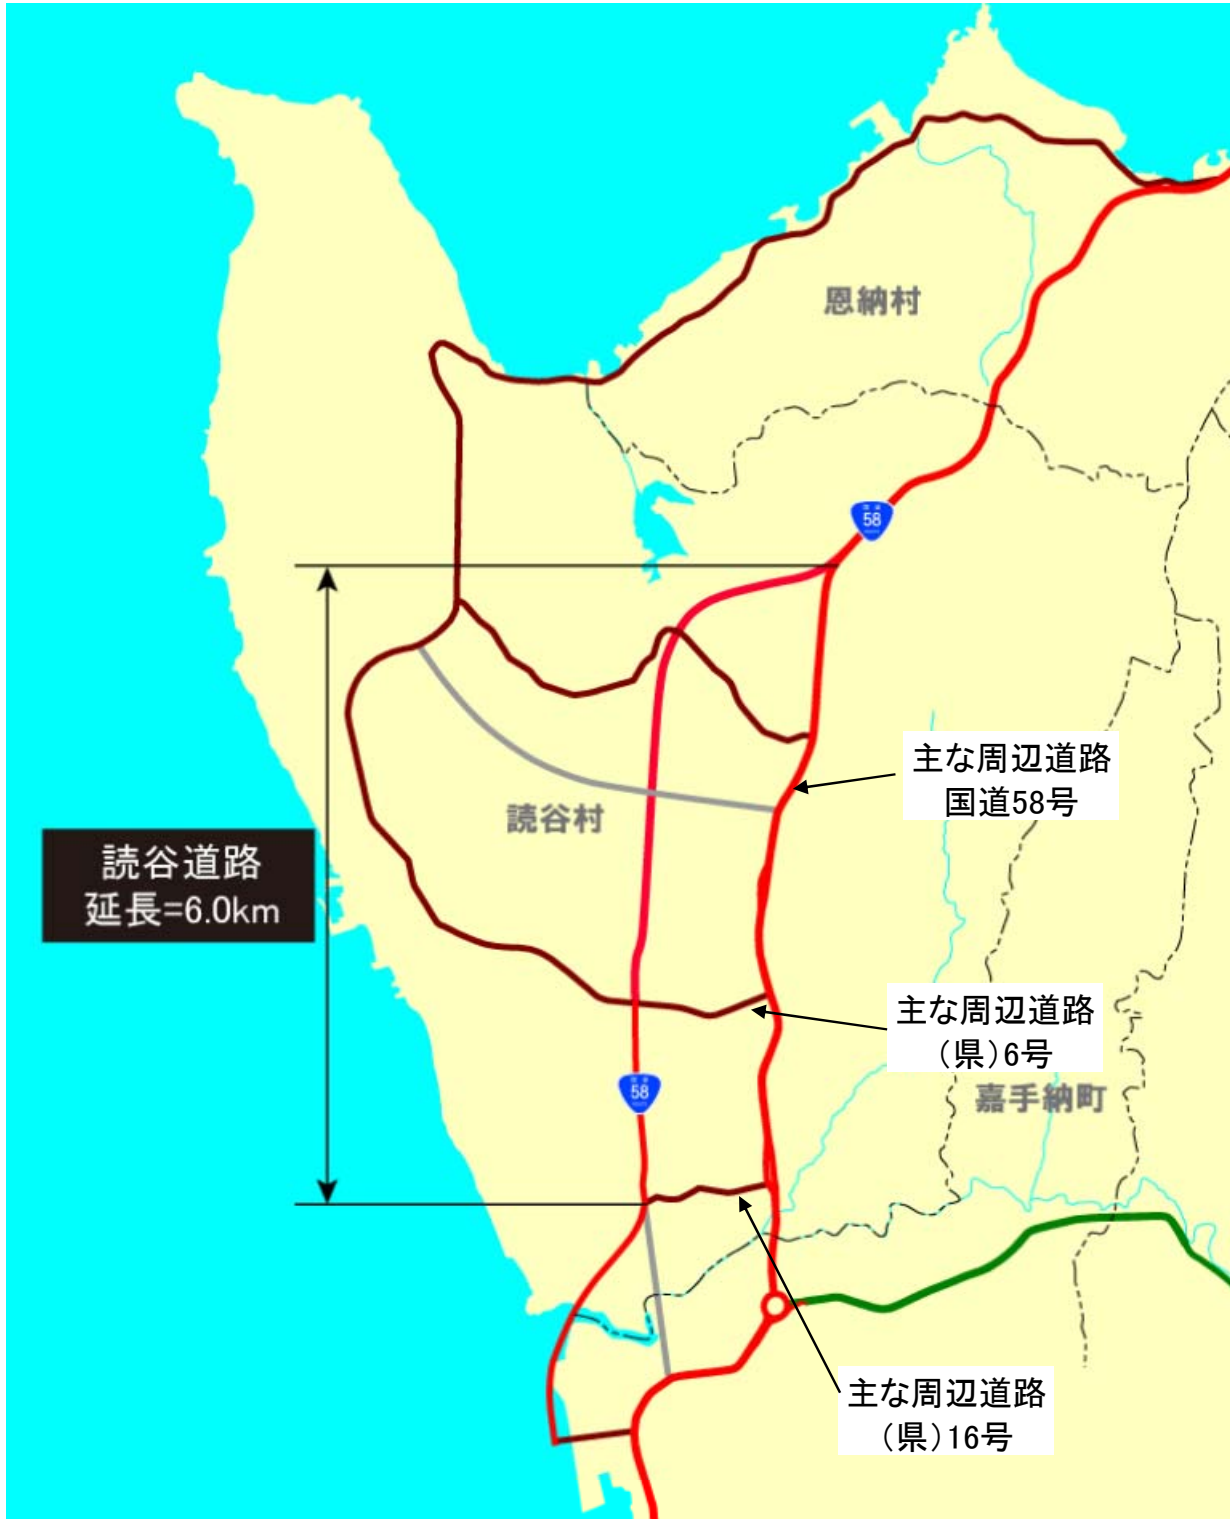 恩納村
58
主な周辺道路
国道58号
読谷村
読谷道路
延長=6.0km
主な周辺道路
(県)6号
58
嘉手納町
主な周辺道路
(県)16号